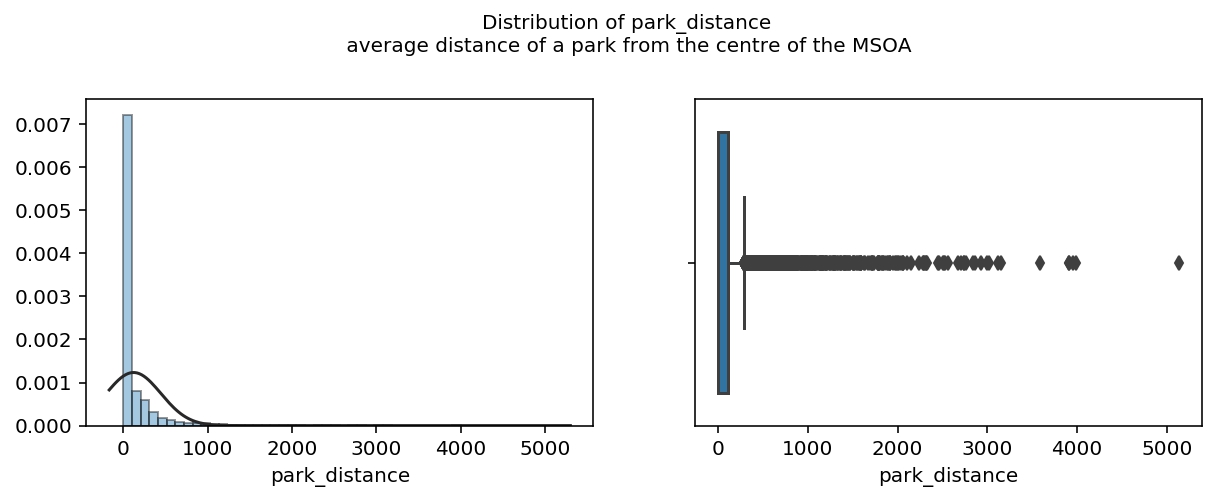 Distribution of park_distance
average distance of a park from the centre of the MSOA
0.007
0.006
0.005
0.004
0.003
0.002
0.001
0.000
0 1000 2000 3000 4000 5000
park_distance
0 1000 2000 3000 4000 5000
park_distance